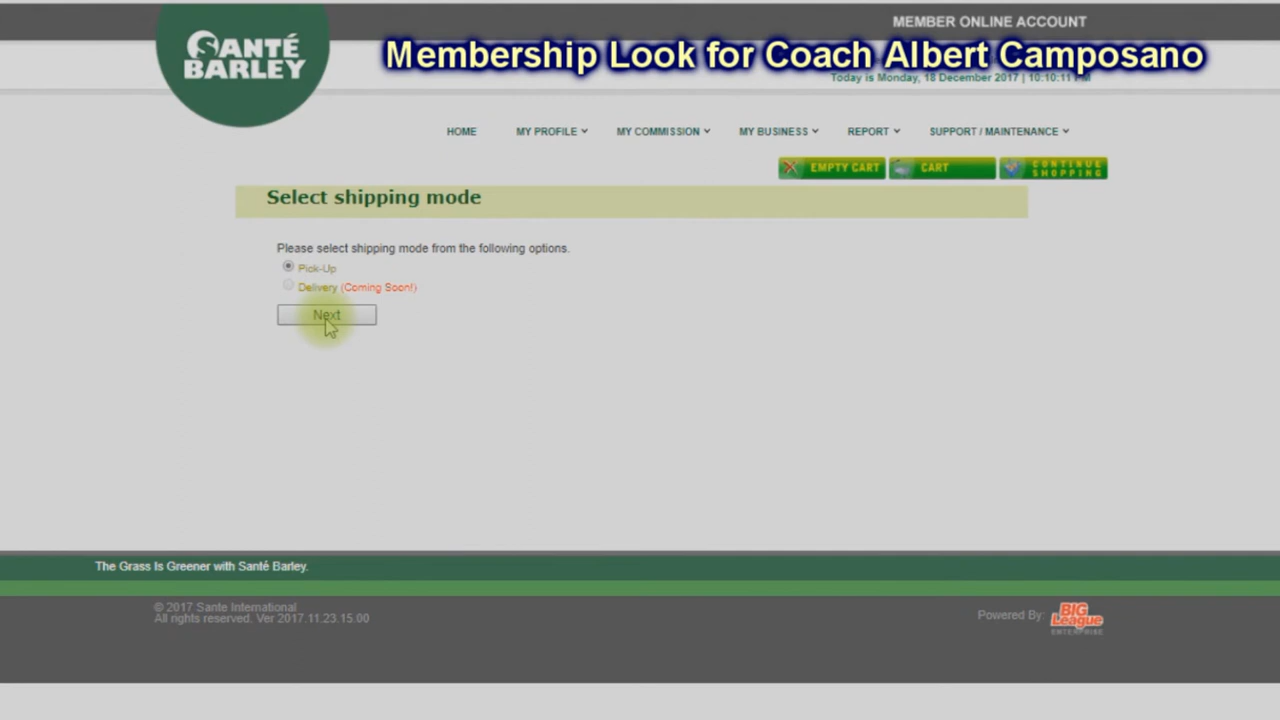 MEMBER ONLINE ACCOUNT
SANTÉ
BARLEY
Membership Look for Coach Albert Camposano
Today is Monday, 18 December 2017 | 10:10:11 PM
HOME MY PROFILE MY COMMISSION MY BUSINESS REPORT SUPPORT / MAINTENANCE
EMPTY CART CART CONTINUE SHOPPING
Select shipping mode
Please select shipping mode from the following options.
Pick-Up
Delivery (Coming Soon!)
Next
The Grass Is Greener with Santé Barley.
© 2017 Sante International
All rights reserved. Ver 2017.11.23.15.00
Powered By: BIG
League
ENTERPRISE